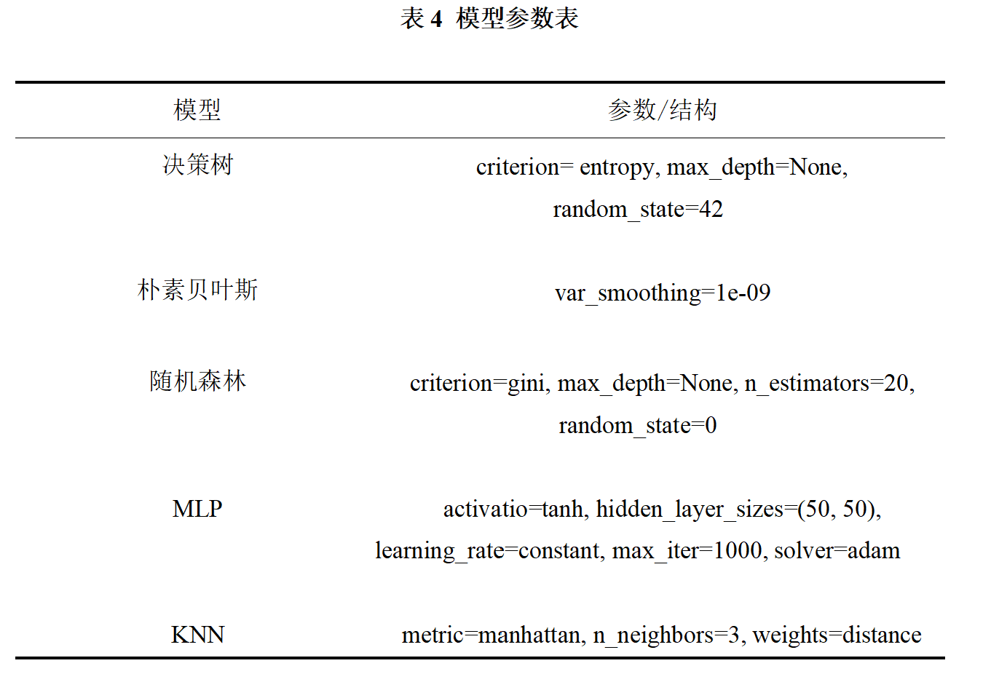 表 4 模型参数表
模型 参数/结构
决策树 criterion= entropy, max_depth=None,
random_state=42
朴素贝叶斯 var_smoothing=1e-09
随机森林 criterion=gini, max_depth=None, n_estimators=20,
random_state=0
MLP activatio=tanh, hidden_layer_sizes=(50, 50),
learning_rate=constant, max_iter=1000, solver=adam
KNN metric=manhattan, n_neighbors=3, weights=distance